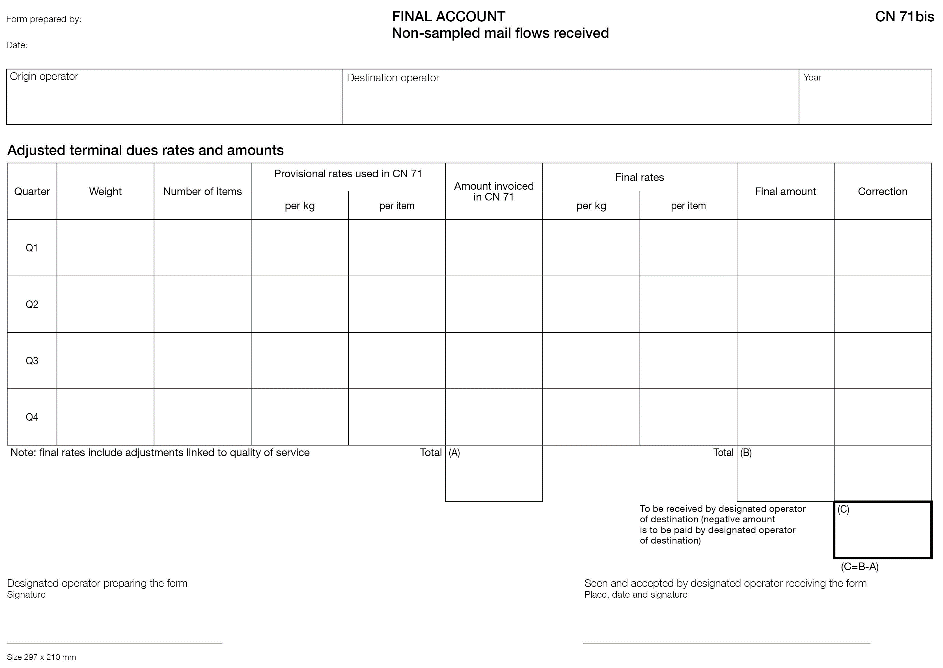 Form prepared by:
FINAL ACCOUNT
CN 71bis
Non-sampled mail flows received
Date:
Origin operator
Destination operator
Year
Adjusted terminal dues rates and amounts
Quarter
Weight
Number of items
Provisional rates used in CN 71
per kg
per item
Amount invoiced
in CN 71
Final rates
per kg
per item
Final amount
Correction
Q1
Q2
Q3
Q4
Note: final rates include adjustments linked to quality of service
Total
(A)
Total
(B)
To be received by designated operator
of destination (negative amount
is to be paid by designated operator
of destination)
(C)
(C=B-A)
Designated operator preparing the form
Signature
Seen and accepted by designated operator receiving the form
Place, date and signature
Size 297 x 210 mm